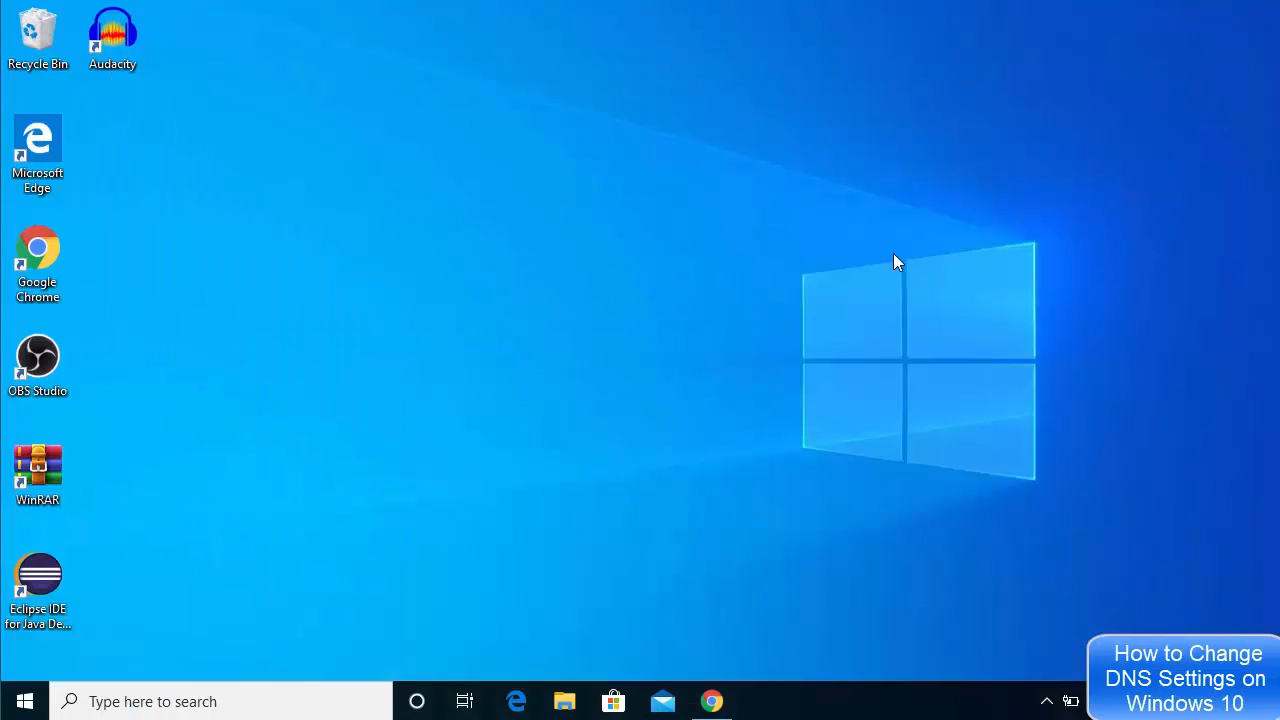 Recycle Bin
Audacity
Microsoft
Edge
Google
Chrome
OBS Studio
WinRAR
Eclipse IDE
for Java De...
Type here to search
How to Change
DNS Settings on
Windows 10